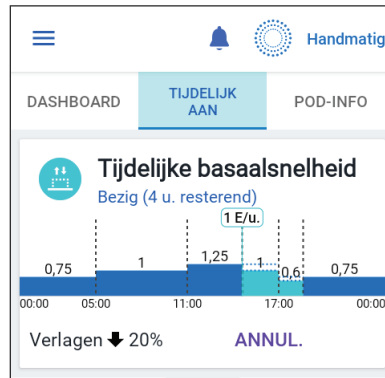 Handmatig
DASHBOARD
TIJDELIJK
AAN
POD-INFO
Tijdelijke basaalsnelheid
Bezig (4 u. resterend)
1 E/u.
0,75 1 1,25 1 0,6 0,75
00:00 05:00 11:00 17:00 00:00
Verlagen 20% ANNUL.